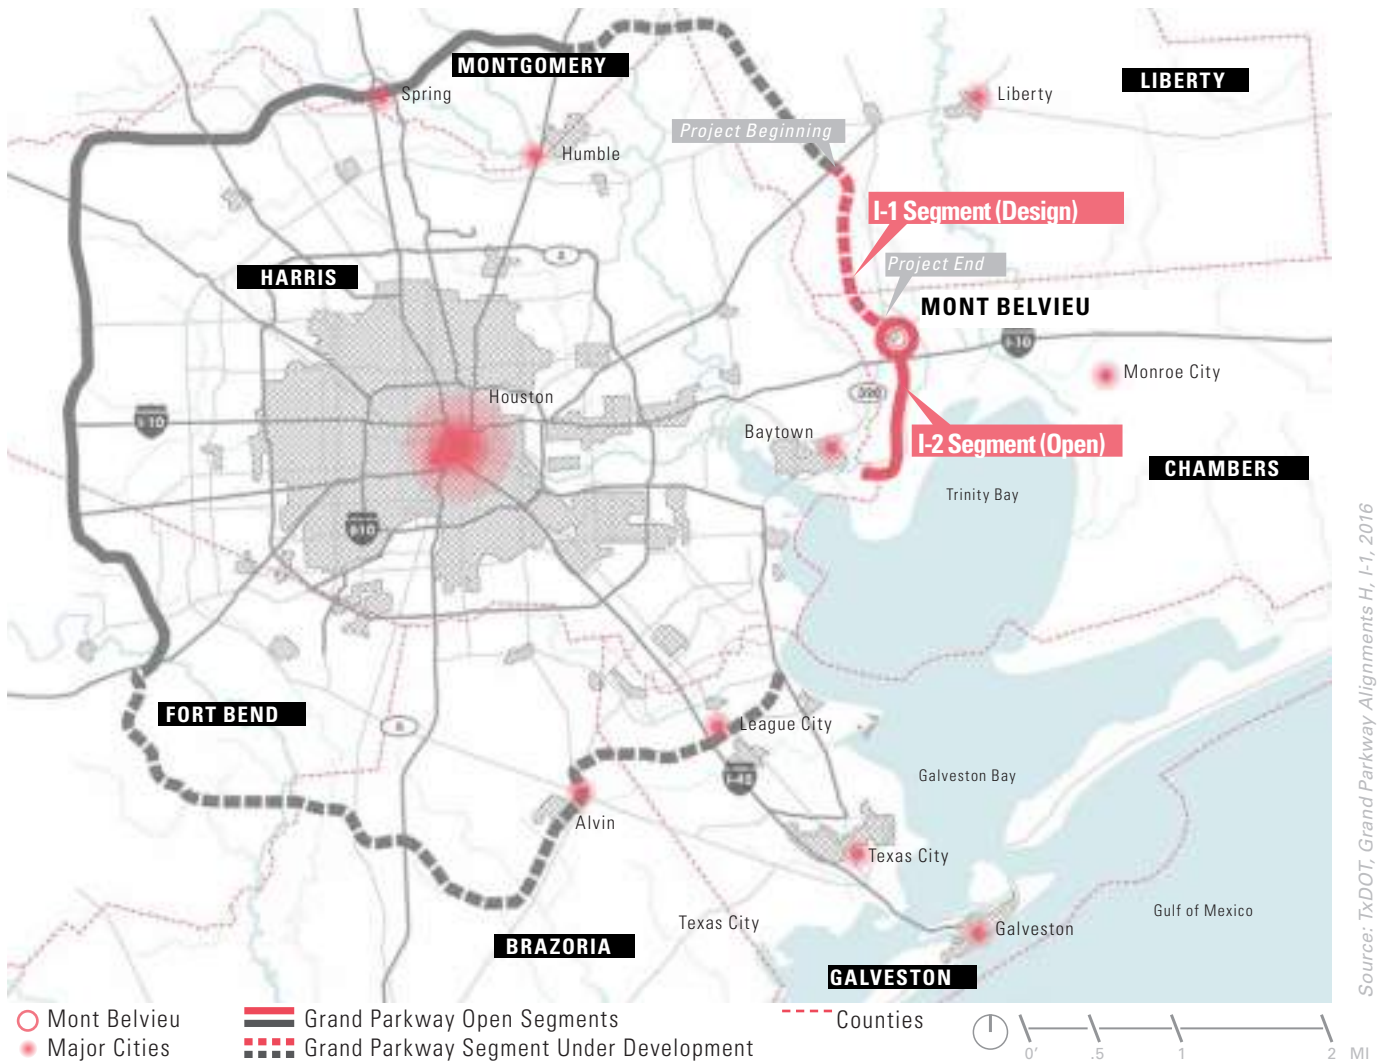 MONTGOMERY
LIBERTY
Spring
Liberty
Project Beginning
Humble
I-1 Segment (Design)
Project End
HARRIS
MONT BELVIEU
I-10
Monroe City
Houston
I-10
Baytown
I-2 Segment (Open)
CHAMBERS
Trinity Bay
FORT BEND
League City
Galveston Bay
I-45
Alvin
Texas City
Texas City
Gulf of Mexico
Galveston
BRAZORIA
GALVESTON
Source: TxDOT, Grand Parkway Alignments H, I-1, 2016
Mont Belvieu
Major Cities
Grand Parkway Open Segments
Grand Parkway Segment Under Development
Counties
0' .5 1 2 MI